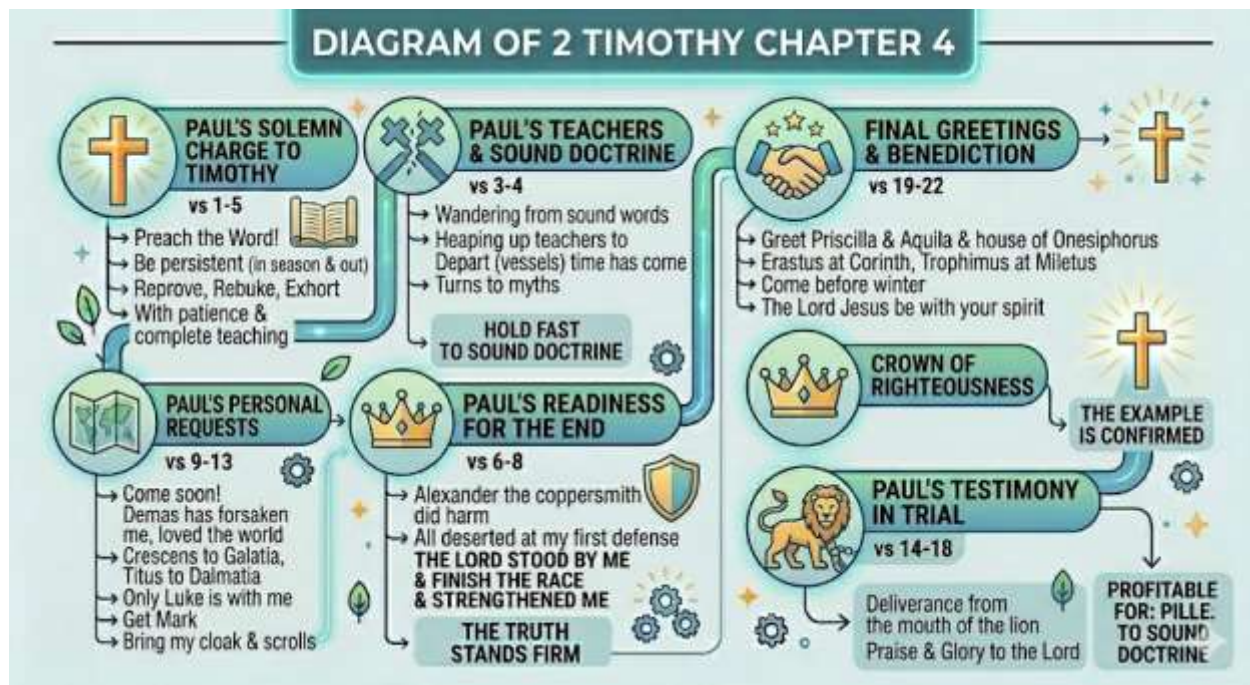 DIAGRAM OF 2 TIMOTHY CHAPTER 4
PAUL'S SOLEMN
CHARGE TO
TIMOTHY
vs 1-5
Preach the Word!
Be persistent (in season & out)
Reprove, Rebuke, Exhort
With patience &
complete teaching
PAUL'S TEACHERS
& SOUND DOCTRINE
vs 3-4
Wandering from sound words
Heaping up teachers to
Depart (vessels) time has come
Turns to myths
HOLD FAST
TO SOUND DOCTRINE
FINAL GREETINGS
& BENEDICTION
vs 19-22
Greet Priscilla & Aquila & house of Onesiphorus
Erastus at Corinth, Trophimus at Miletus
Come before winter
The Lord Jesus be with your spirit
PAUL'S PERSONAL
REQUESTS
vs 9-13
Come soon!
Demas has forsaken
me, loved the world
Crescens to Galatia,
Titus to Dalmatia
Only Luke is with me
Get Mark
Bring my cloak & scrolls
PAUL'S READINESS
FOR THE END
vs 6-8
Alexander the coppersmith
did harm
All deserted at my first defense
THE LORD STOOD BY ME
& FINISH THE RACE
& STRENGTHENED ME
THE TRUTH
STANDS FIRM
CROWN OF
RIGHTEOUSNESS
THE EXAMPLE
IS CONFIRMED
PAUL'S TESTIMONY
IN TRIAL
vs 14-18
Deliverance from
the mouth of the lion
Praise & Glory to the Lord
PROFITABLE
FOR: PILLE.
TO SOUND
DOCTRINE